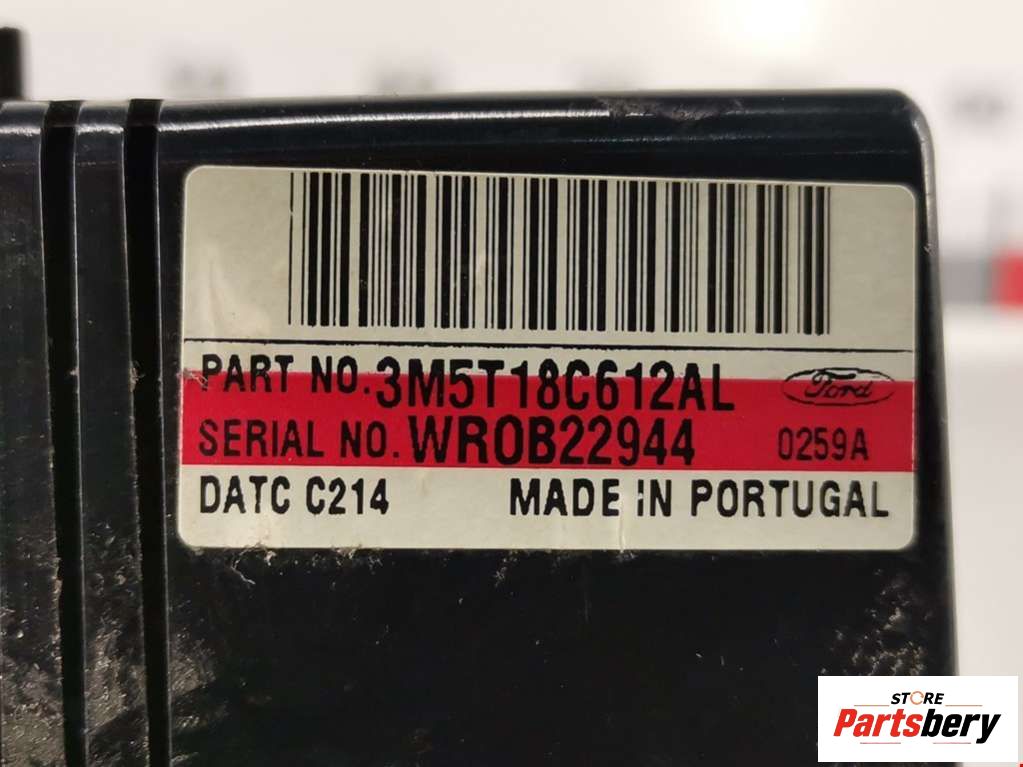 PART NO. 3M5T18C612AL Ford
SERIAL NO. WR0B22944 0259A
DATC C214 MADE IN PORTUGAL
STORE
Partsbery